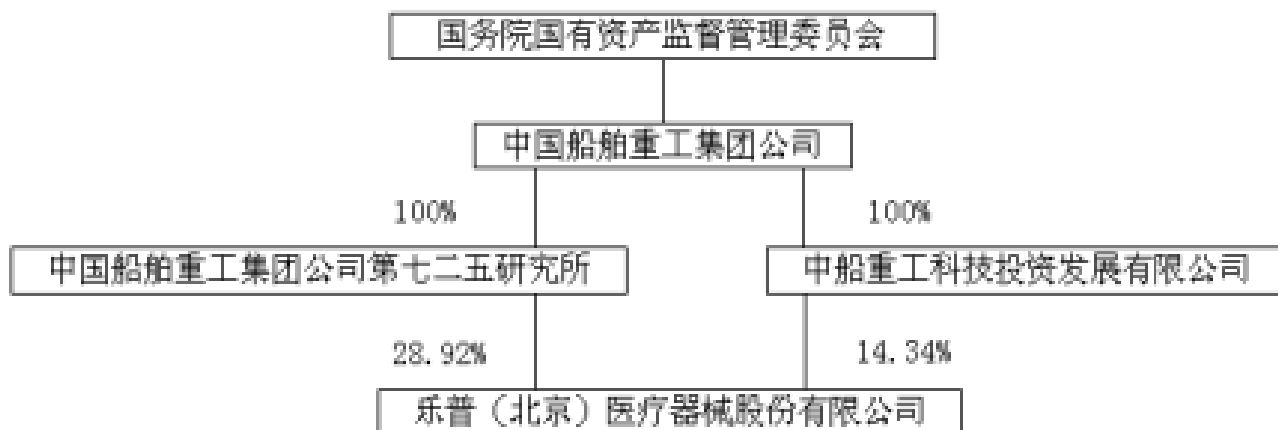 国务院国有资产监督管理委员会
中国船舶重工集团公司
100%
100%
中国船舶重工集团公司第七二五研究所
中船重工科技投资发展有限公司
28.92%
14.34%
乐普（北京）医疗器械股份有限公司